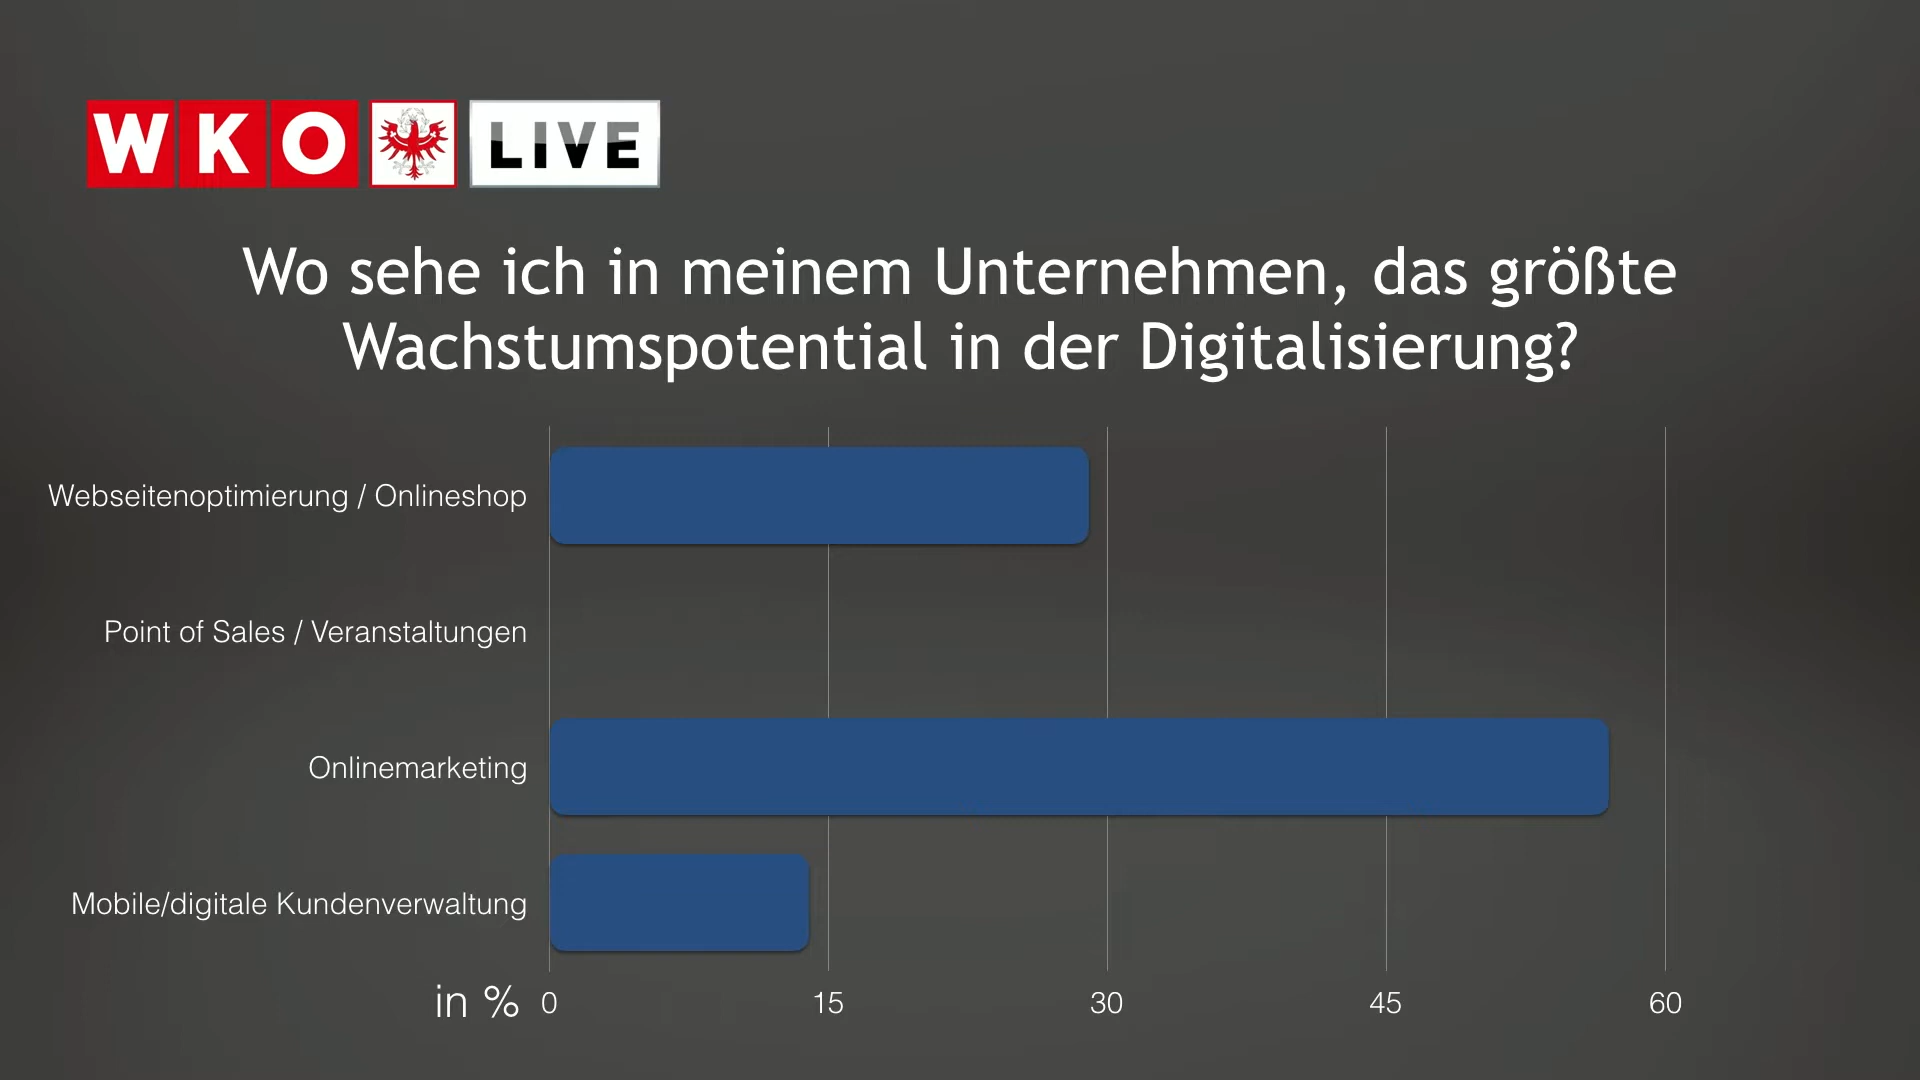 WKO LIVE
Wo sehe ich in meinem Unternehmen, das größte
Wachstumspotential in der Digitalisierung?
Webseitenoptimierung / Onlineshop
Point of Sales / Veranstaltungen
Onlinemarketing
Mobile/digitale Kundenverwaltung
in % 0 15 30 45 60